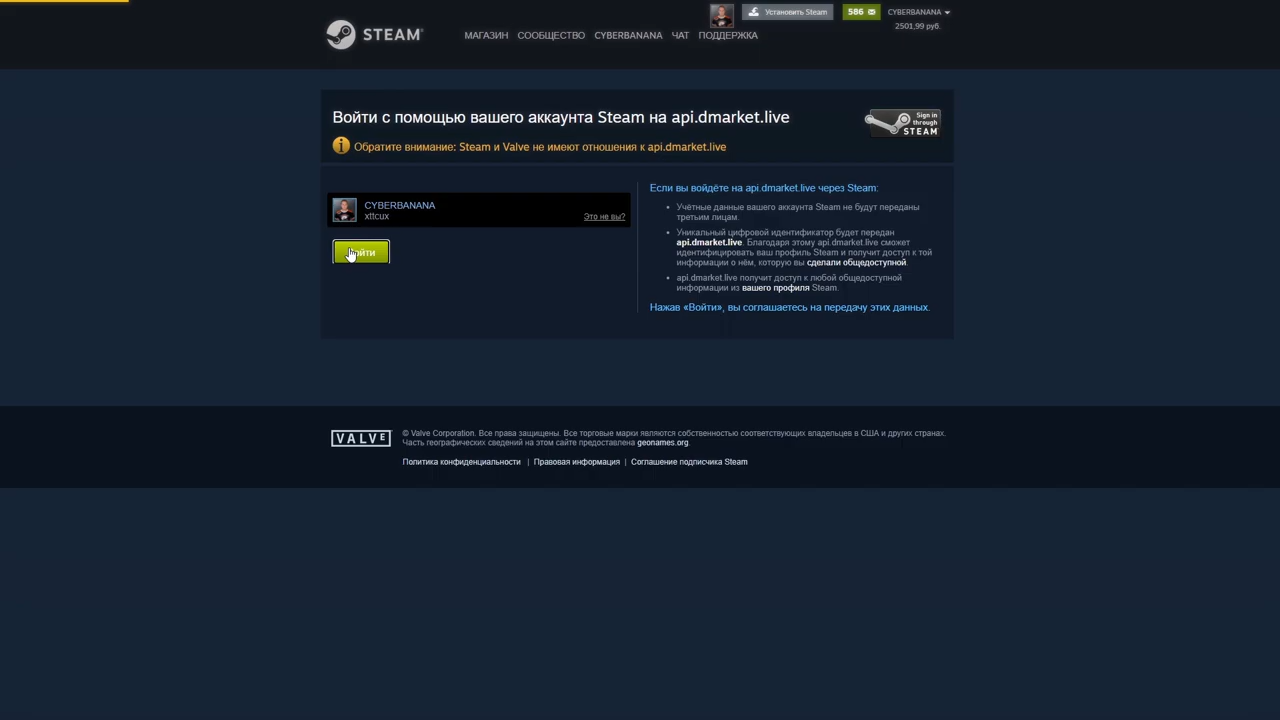 Установить Steam
586
CYBERBANANA
2501,99 руб.
STEAM
МАГАЗИН СООБЩЕСТВО CYBERBANANA ЧАТ ПОДДЕРЖКА
Войти с помощью вашего аккаунта Steam на api.dmarket.live
Sign in
through
STEAM
Обратите внимание: Steam и Valve не имеют отношения к api.dmarket.live
CYBERBANANA
xttcux
Это не вы?
Если вы войдёте на api.dmarket.live через Steam:
Учётные данные вашего аккаунта Steam не будут переданы
третьим лицам.
Уникальный цифровой идентификатор будет передан
api.dmarket.live. Благодаря этому api.dmarket.live сможет
идентифицировать ваш профиль Steam и получит доступ к той
информации о нём, которую вы сделали общедоступной.
api.dmarket.live получит доступ к любой общедоступной
информации из вашего профиля Steam.
Нажав «Войти», вы соглашаетесь на передачу этих данных.
VALVE
© Valve Corporation. Все права защищены. Все торговые марки являются собственностью соответствующих владельцев в США и других странах.
Часть географических сведений на этом сайте предоставлена geonames.org.
Политика конфиденциальности | Правовая информация | Соглашение подписчика Steam